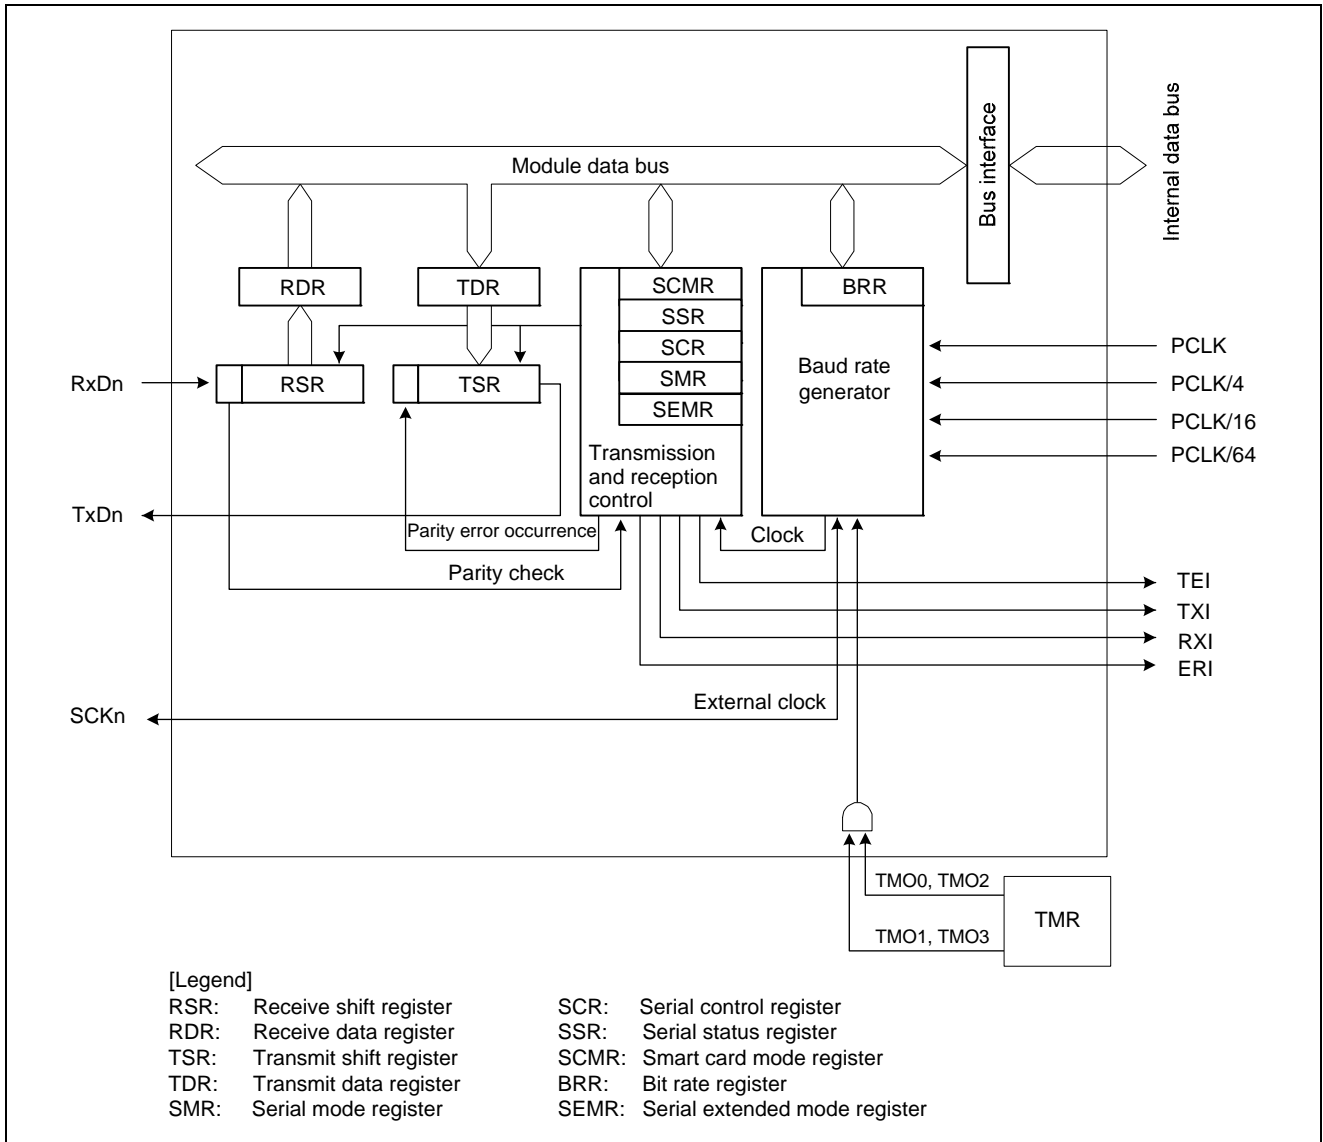 Module data bus
Bus interface
Internal data bus
RDR
TDR
SCMR
SSR
SCR
SMR
SEMR
BRR
RxDn
RSR
TSR
Baud rate
generator
PCLK
PCLK/4
PCLK/16
PCLK/64
Transmission
and reception
control
TxDn
Parity error occurrence
Clock
Parity check
TEI
TXI
RXI
ERI
External clock
SCKn
TMO0, TMO2
TMO1, TMO3
TMR
[Legend]
RSR: Receive shift register
RDR: Receive data register
TSR: Transmit shift register
TDR: Transmit data register
SMR: Serial mode register
SCR: Serial control register
SSR: Serial status register
SCMR: Smart card mode register
BRR: Bit rate register
SEMR: Serial extended mode register